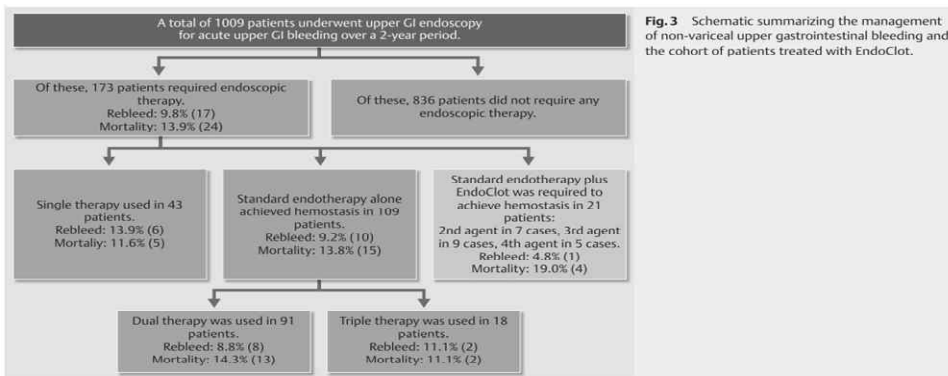 A total of 1009 patients underwent upper GI endoscopy
for acute upper GI bleeding over a 2-year period.
Fig. 3 Schematic summarizing the management
of non-variceal upper gastrointestinal bleeding and
the cohort of patients treated with EndoClot.
Of these, 173 patients required endoscopic
therapy.
Rebleed: 9.8% (17)
Mortality: 13.9% (24)
Of these, 836 patients did not require any
endoscopic therapy.
Single therapy used in 43
patients.
Rebleed: 13.9% (6)
Mortaliy: 11.6% (5)
Standard endotherapy alone
achieved hemostasis in 109
patients.
Rebleed: 9.2% (10)
Mortality: 13.8% (15)
Standard endotherapy plus
EndoClot was required to
achieve hemostasis in 21
patients:
2nd agent in 7 cases, 3rd agent
in 9 cases, 4th agent in 5 cases.
Rebleed: 4.8% (1)
Mortality: 19.0% (4)
Dual therapy was used in 91
patients.
Rebleed: 8.8% (8)
Mortality: 14.3% (13)
Triple therapy was used in 18
patients.
Rebleed: 11.1% (2)
Mortality: 11.1% (2)